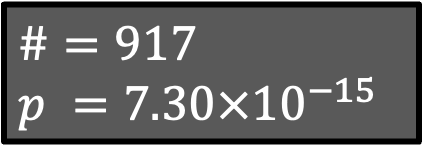 # = 917
p = 7.30×10⁻¹⁵